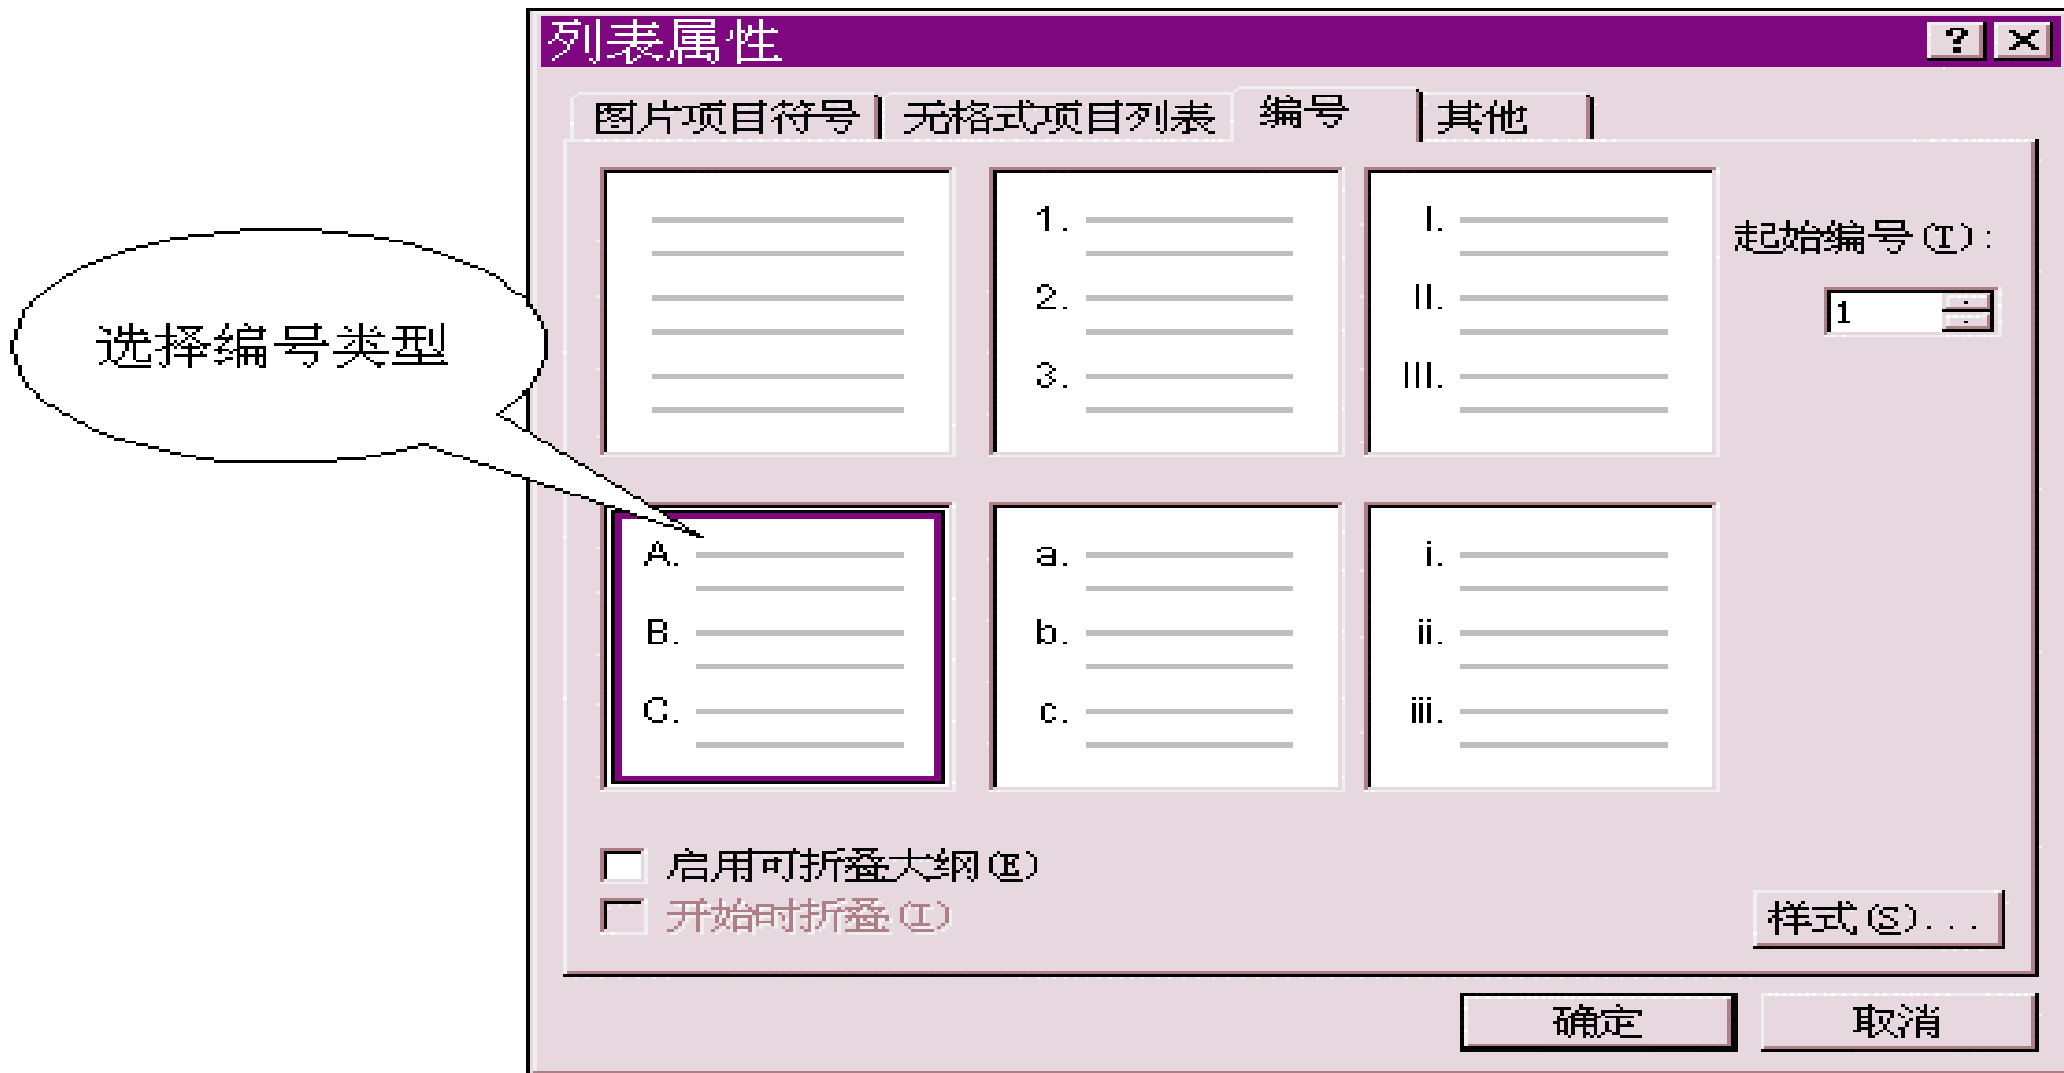 列表属性
图片项目符号 无格式项目列表 编号 其他
选择编号类型
1.
2.
3.
I.
II.
III.
起始编号(T):
1
A.
B.
C.
a.
b.
c.
i.
ii.
iii.
启用可折叠大纲(E)
开始时折叠(I)
样式(S)...
确定 取消